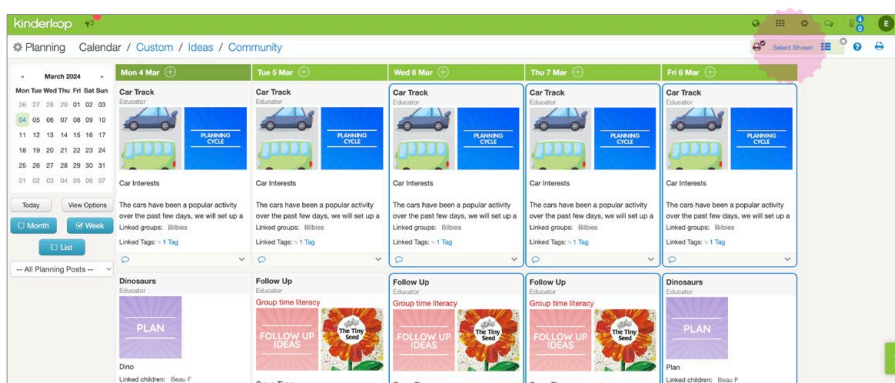 kinderloop
4
0
E
Planning Calendar / Custom / Ideas / Community
Select Shown
« March 2024 »
Mon Tue Wed Thu Fri Sat Sun
26 27 28 29 01 02 03
04 05 06 07 08 09 10
11 12 13 14 15 16 17
18 19 20 21 22 23 24
25 26 27 28 29 30 31
01 02 03 04 05 06 07
Today
View Options
Month
Week
List
-- All Planning Posts --
Mon 4 Mar
Car Track
Educator
PLANNING
CYCLE
Car Interests
The cars have been a popular activity
over the past few days, we will set up a
Linked groups: Bilbies
Linked Tags: 1 Tag
Dinosaurs
Educator
PLAN
Dino
Linked children: Beau F
Tue 5 Mar
Car Track
Educator
PLANNING
CYCLE
Car Interests
The cars have been a popular activity
over the past few days, we will set up a
Linked groups: Bilbies
Linked Tags: 1 Tag
Follow Up
Educator
Group time literacy
FOLLOW UP
IDEAS
The Tiny
Seed
Wed 6 Mar
Car Track
Educator
PLANNING
CYCLE
Car Interests
The cars have been a popular activity
over the past few days, we will set up a
Linked groups: Bilbies
Linked Tags: 1 Tag
Follow Up
Educator
Group time literacy
FOLLOW UP
IDEAS
The Tiny
Seed
Thu 7 Mar
Car Track
Educator
PLANNING
CYCLE
Car Interests
The cars have been a popular activity
over the past few days, we will set up a
Linked groups: Bilbies
Linked Tags: 1 Tag
Follow Up
Educator
Group time literacy
FOLLOW UP
IDEAS
The Tiny
Seed
Fri 8 Mar
Car Track
Educator
PLANNING
CYCLE
Car Interests
The cars have been a popular activity
over the past few days, we will set up a
Linked groups: Bilbies
Linked Tags: 1 Tag
Dinosaurs
Educator
PLAN
Plan
Linked children: Beau F